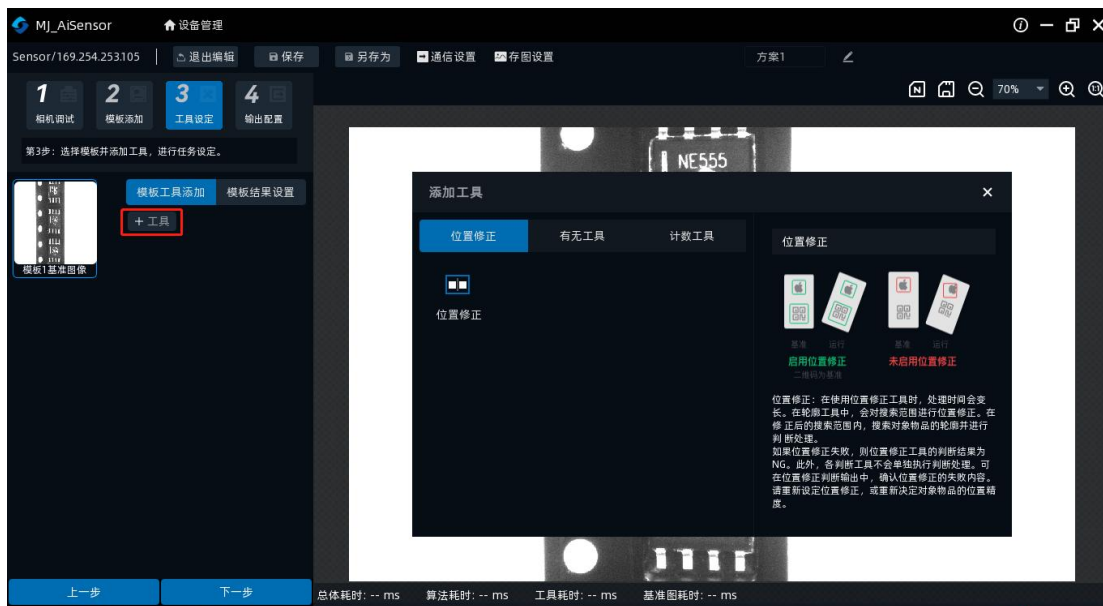 MJ_AiSensor 设备管理
Sensor/169.254.253.105 退出编辑 保存 另存为 通信设置 存图设置 方案1
1 2 3 4
相机调试 模板添加 工具设定 输出配置
70%
第3步：选择模板并添加工具，进行任务设定。
NE555
模板工具添加 模板结果设置
+ 工具
模板1基准图像
添加工具
位置修正 有无工具 计数工具
位置修正
位置修正
基准 运行 基准 运行
启用位置修正 未启用位置修正
二维码为基准
位置修正：在使用位置修正工具时，处理时间会变
长。在轮廓工具中，会对搜索范围进行位置修正。在
修 正后的搜索范围内，搜索对象物品的轮廓并进行
判 断处理。
如果位置修正失败，则位置修正工具的判断结果为
NG。此外，各判断工具不会单独执行判断处理。可
在位置修正判断输出中，确认位置修正的失败内容。
请重新设定位置修正，或重新决定对象物品的位置精
度。
上一步 下一步
总体耗时: -- ms 算法耗时: -- ms 工具耗时: -- ms 基准图耗时: -- ms